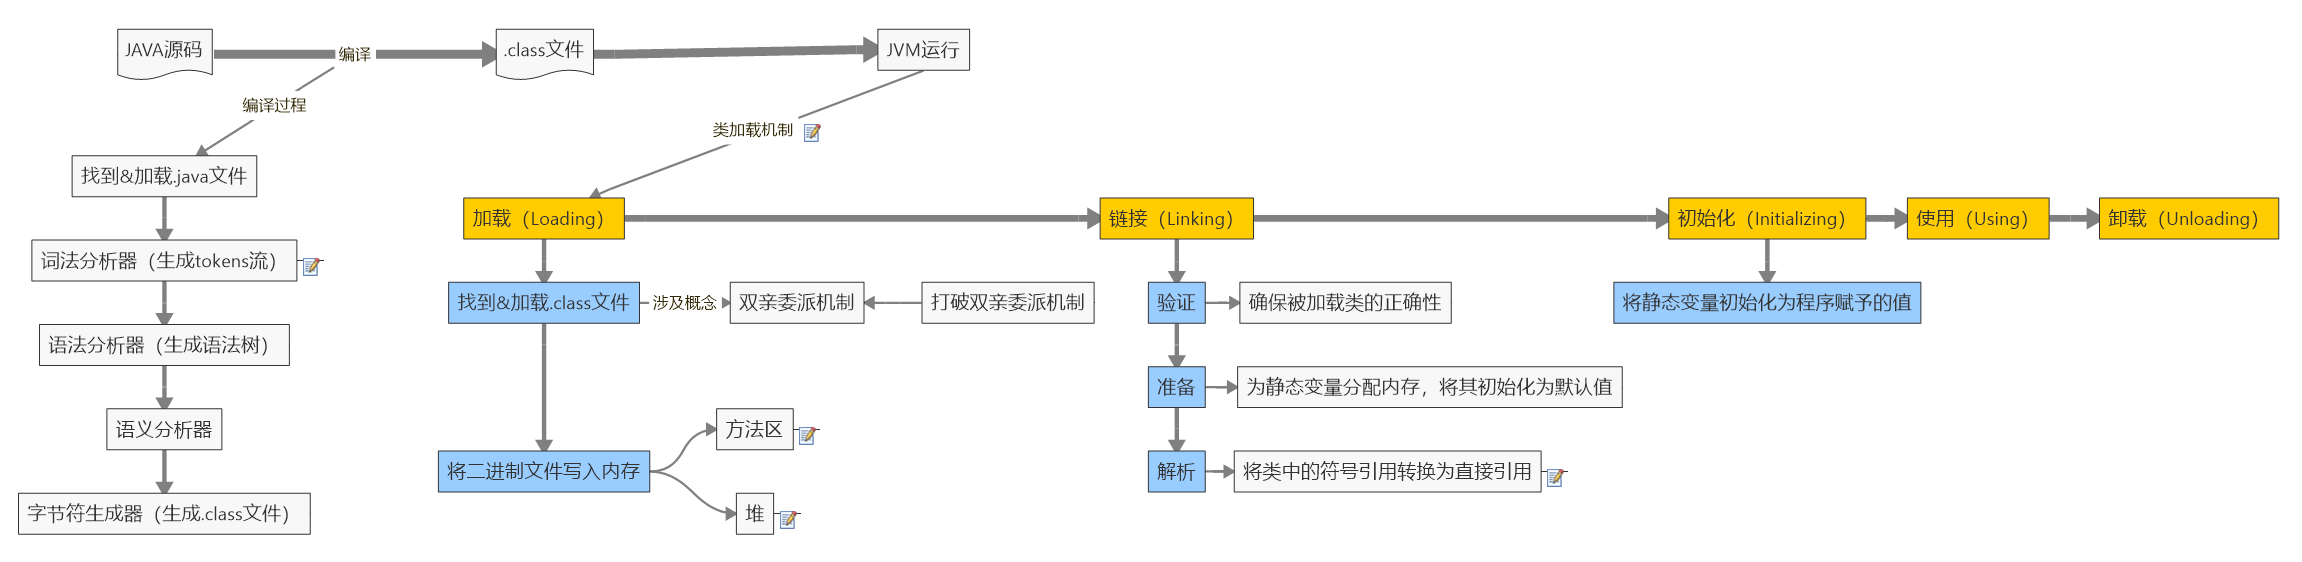 JAVA源码
编译
.class文件
JVM运行
编译过程
类加载机制
找到&加载.java文件
词法分析器（生成tokens流）
语法分析器（生成语法树）
语义分析器
字节符生成器（生成.class文件）
加载（Loading）
链接（Linking）
初始化（Initializing）
使用（Using）
卸载（Unloading）
找到&加载.class文件
涉及概念
双亲委派机制
打破双亲委派机制
将二进制文件写入内存
方法区
堆
验证
确保被加载类的正确性
准备
为静态变量分配内存，将其初始化为默认值
解析
将类中的符号引用转换为直接引用
将静态变量初始化为程序赋予的值